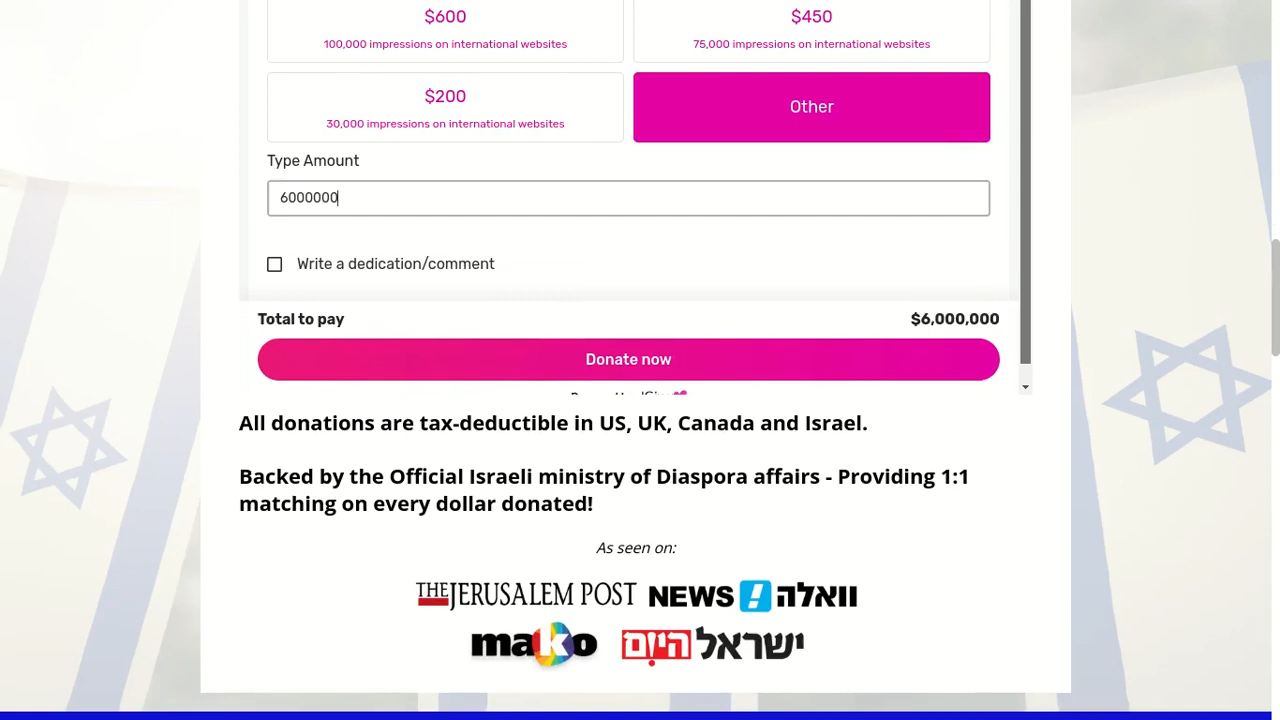 $600
100,000 impressions on international websites
$450
75,000 impressions on international websites
$200
30,000 impressions on international websites
Other
Type Amount
6000000
Write a dedication/comment
Total to pay
$6,000,000
Donate now
All donations are tax-deductible in US, UK, Canada and Israel.
Backed by the Official Israeli ministry of Diaspora affairs - Providing 1:1
matching on every dollar donated!
As seen on:
THE JERUSALEM POST
NEWS! וואלה
mako
ישראל היום